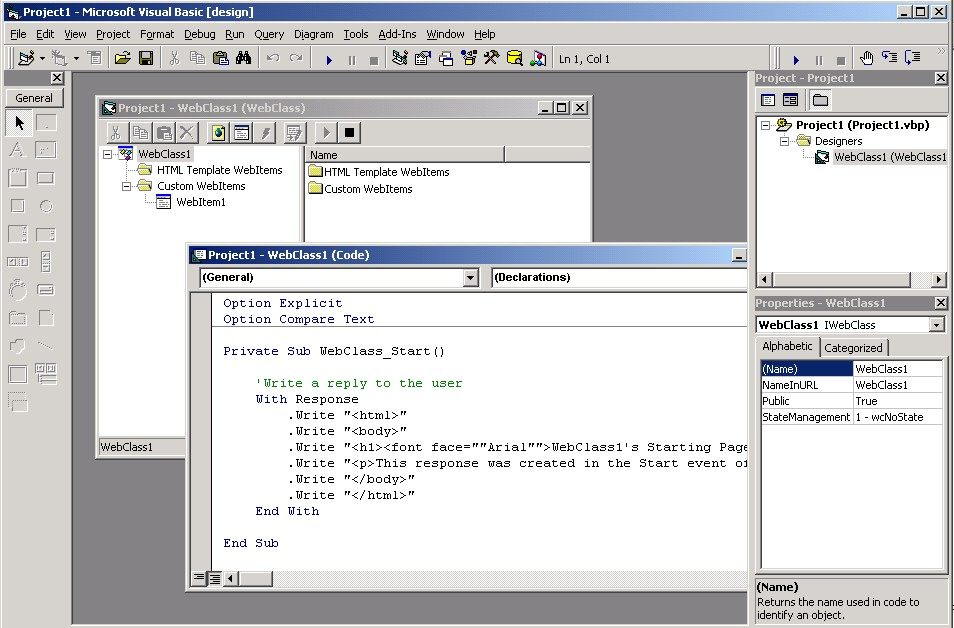 Project1 - Microsoft Visual Basic [design]
File Edit View Project Format Debug Run Query Diagram Tools Add-Ins Window Help
Ln 1, Col 1
General
Project1 - WebClass1 (WebClass)
WebClass1
HTML Template WebItems
Custom WebItems
WebItem1
Name
HTML Template WebItems
Custom WebItems
WebClass1
Project1 - WebClass1 (Code)
(General) (Declarations)
Option Explicit
Option Compare Text
Private Sub WebClass_Start()
'Write a reply to the user
With Response
.Write "<html>"
.Write "<body>"
.Write "<h1><font face=""Arial"">WebClass1's Starting Page
.Write "<p>This response was created in the Start event of
.Write "</body>"
.Write "</html>"
End With
End Sub
Project - Project1
Project1 (Project1.vbp)
Designers
WebClass1 (WebClass1
Properties - WebClass1
WebClass1 IWebClass
Alphabetic Categorized
(Name) WebClass1
NameInURL WebClass1
Public True
StateManagement 1 - wcNoState
(Name)
Returns the name used in code to
identify an object.